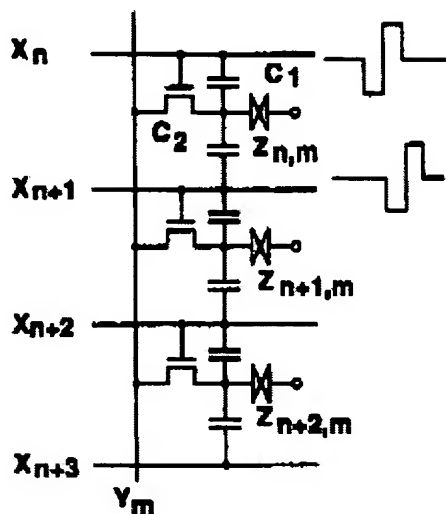 Xn
C1
C2
Zn,m
Xn+1
Zn+1,m
Xn+2
Zn+2,m
Xn+3
Ym